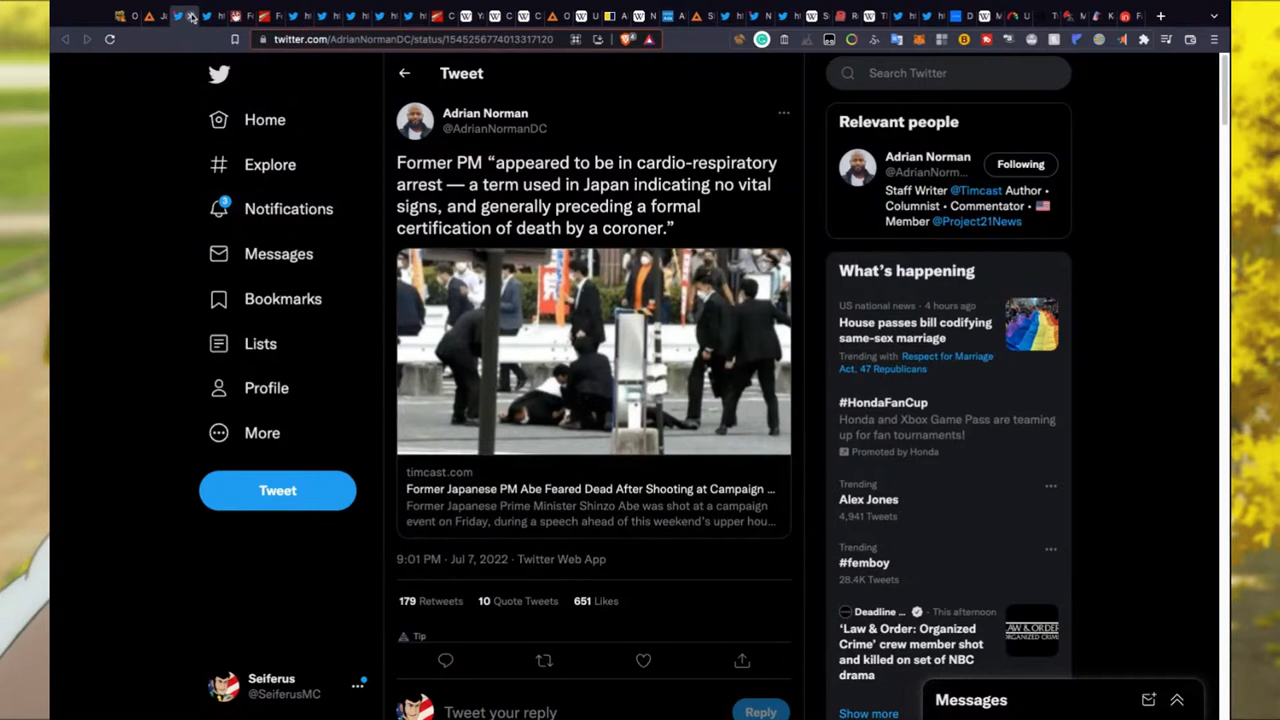 twitter.com/AdrianNormanDC/status/1545256774013317120
Home
Explore
3
Notifications
Messages
Bookmarks
Lists
Profile
More
Tweet
Seiferus
@SeiferusMC
Tweet
Adrian Norman
@AdrianNormanDC
Former PM “appeared to be in cardio-respiratory
arrest — a term used in Japan indicating no vital
signs, and generally preceding a formal
certification of death by a coroner.”
timcast.com
Former Japanese PM Abe Feared Dead After Shooting at Campaign ...
Former Japanese Prime Minister Shinzo Abe was shot at a campaign
event on Friday, during a speech ahead of this weekend's upper hou...
9:01 PM · Jul 7, 2022 · Twitter Web App
179 Retweets 10 Quote Tweets 651 Likes
Tip
Tweet your reply
Reply
Search Twitter
Relevant people
Adrian Norman
@AdrianNorm...
Following
Staff Writer @Timcast Author •
Columnist • Commentator • 🇺🇸
Member @Project21News
What's happening
US national news · 4 hours ago
House passes bill codifying
same-sex marriage
Trending with Respect for Marriage
Act, 47 Republicans
#HondaFanCup
Honda and Xbox Game Pass are teaming
up for fan tournaments!
Promoted by Honda
Trending
Alex Jones
4,941 Tweets
Trending
#femboy
28.4K Tweets
Deadline ... · This afternoon
‘Law & Order: Organized
Crime’ crew member shot
and killed on set of NBC
drama
LAW & ORDER
ORGANIZED CRIME
Show more
Messages